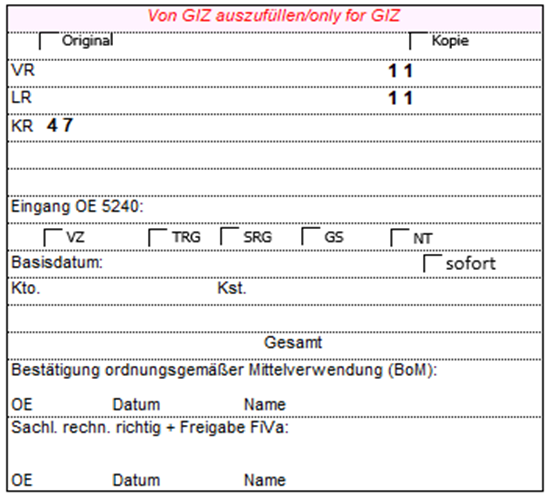 Von GIZ auszufüllen/only for GIZ
Original Kopie
VR 1 1
LR 1 1
KR 4 7
Eingang OE 5240:
VZ TRG SRG GS NT
Basisdatum: sofort
Kto. Kst.
Gesamt
Bestätigung ordnungsgemäßer Mittelverwendung (BoM):
OE Datum Name
Sachl. rechn. richtig + Freigabe FiVa:
OE Datum Name